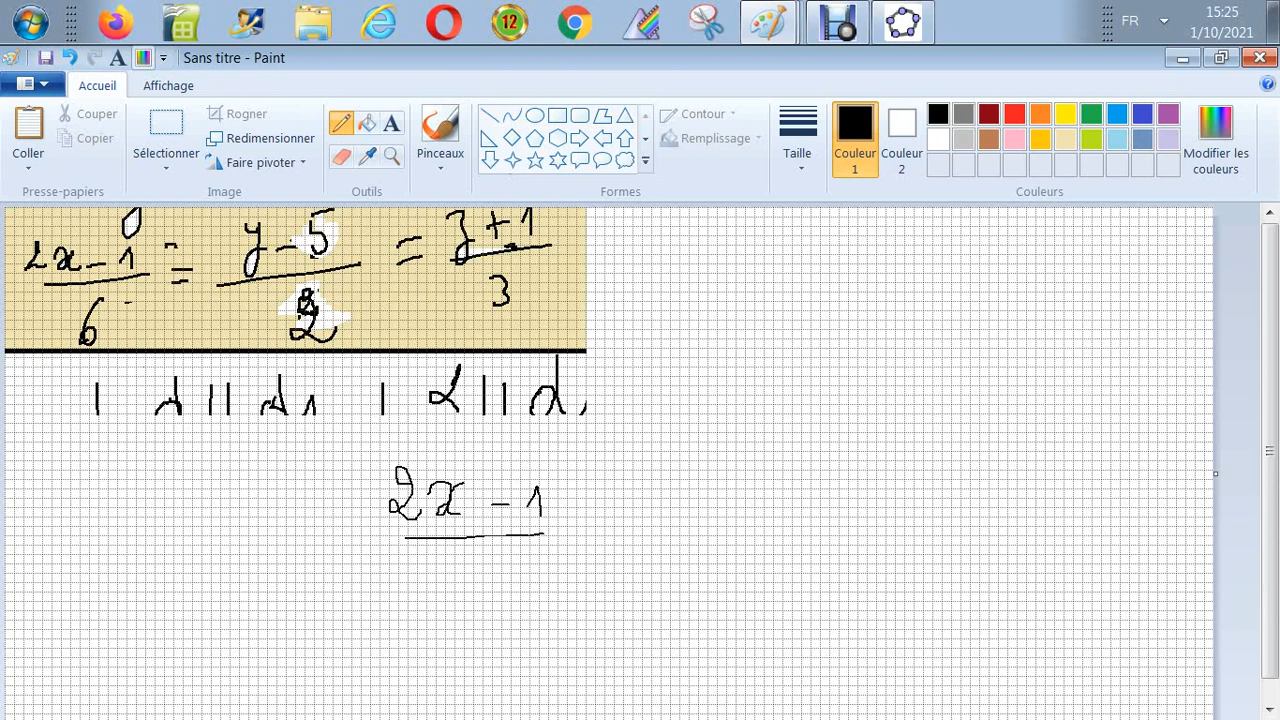 12
FR
15:25
1/10/2021
Sans titre - Paint
Accueil
Affichage
Coller
Couper
Copier
Presse-papiers
Sélectionner
Rogner
Redimensionner
Faire pivoter
Image
Outils
Pinceaux
Contour
Remplissage
Formes
Taille
Couleur 1
Couleur 2
Modifier les couleurs
Couleurs
2x - 1 = y - 5 = z + 1
6 3
2x - 1